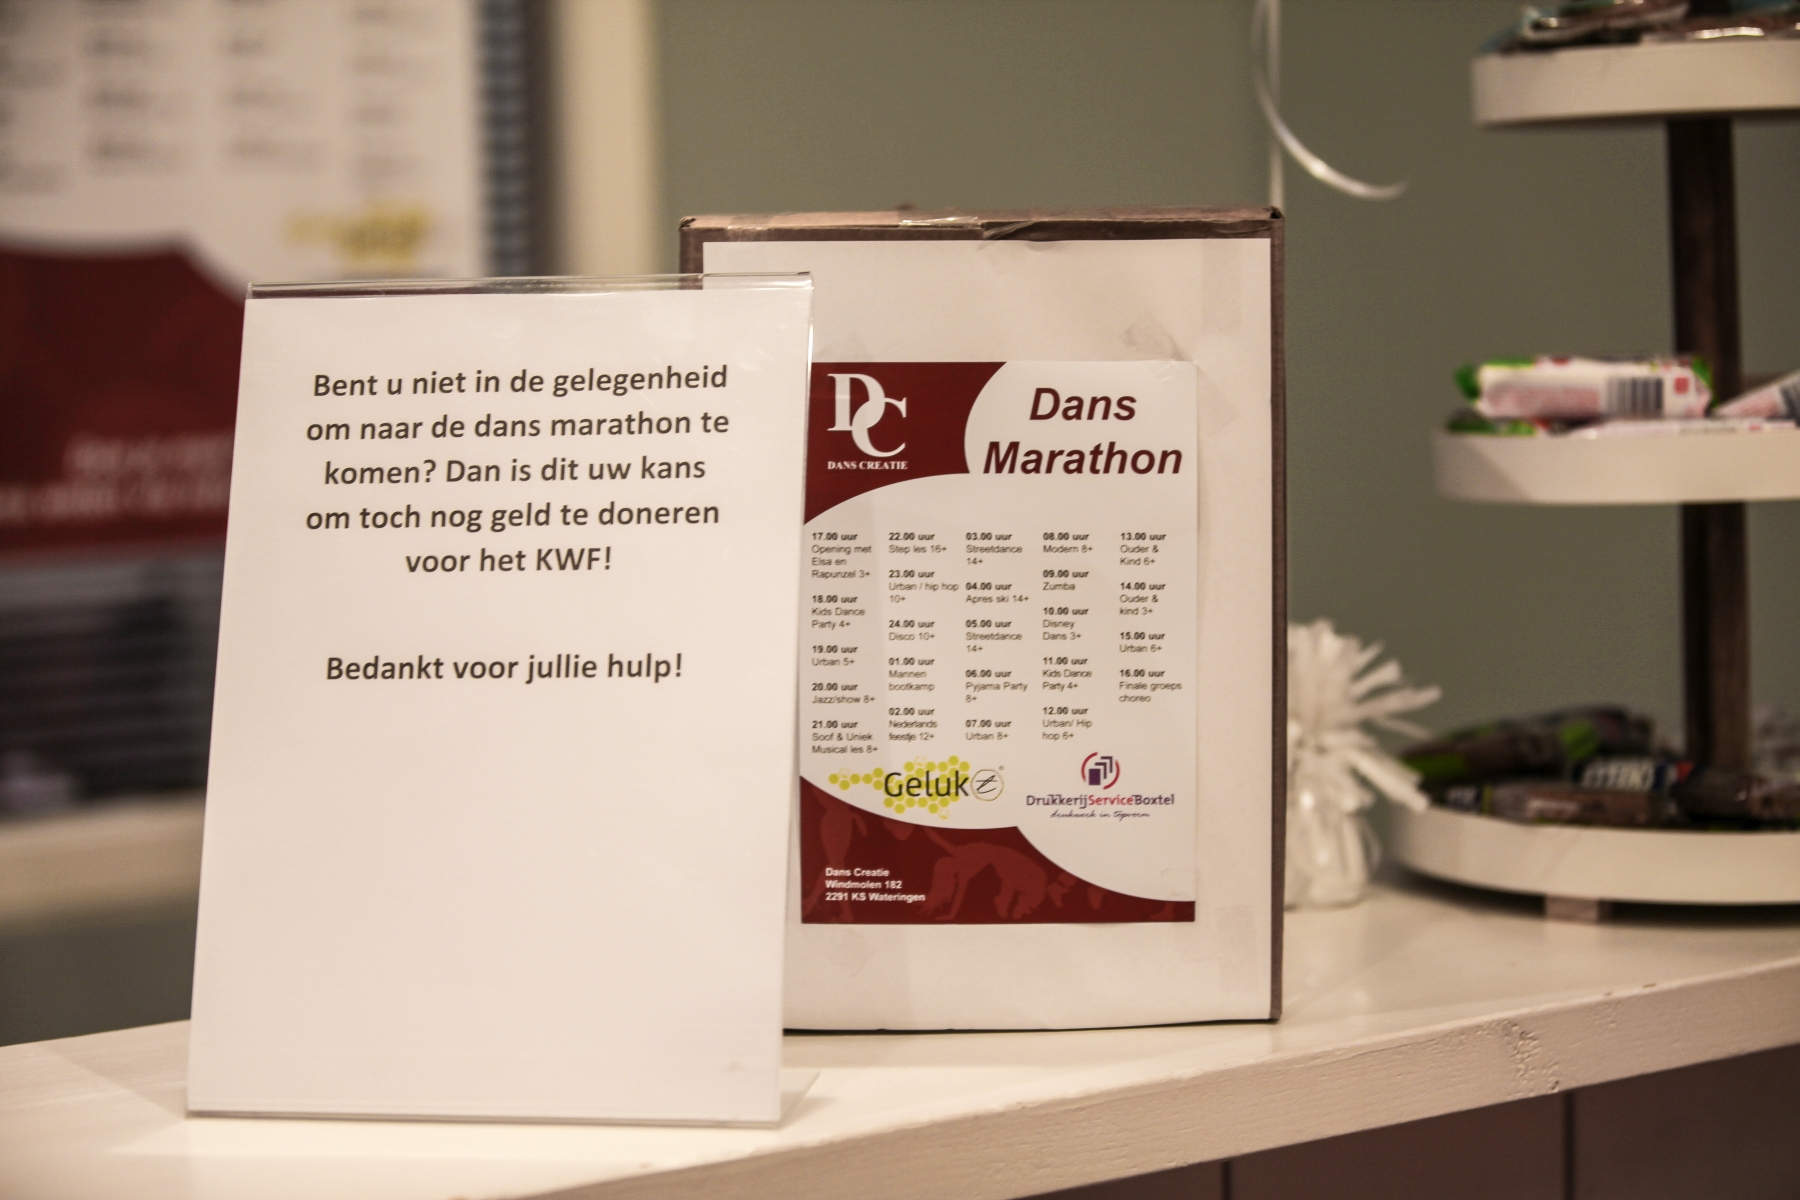 Bent u niet in de gelegenheid
om naar de dans marathon te
komen? Dan is dit uw kans
om toch nog geld te doneren
voor het KWF!
Bedankt voor jullie hulp!
DC
DANS CREATIE
Dans
Marathon
17.00 uur
Opening met
Elsa en
Rapunzel 3+
18.00 uur
Kids Dance
Party 4+
19.00 uur
Urban 5+
20.00 uur
Jazz/show 8+
21.00 uur
Soof & Uniek
Musical les 8+
22.00 uur
Step les 16+
23.00 uur
Urban / hip hop
10+
24.00 uur
Disco 10+
01.00 uur
Mannen
bootkamp
02.00 uur
Nederlands
feestje 12+
03.00 uur
Streetdance
14+
04.00 uur
Apres ski 14+
05.00 uur
Streetdance
14+
06.00 uur
Pyjama Party
8+
07.00 uur
Urban 8+
08.00 uur
Modern 8+
09.00 uur
Zumba
10.00 uur
Disney
Dans 3+
11.00 uur
Kids Dance
Party 4+
12.00 uur
Urban/ Hip
hop 6+
13.00 uur
Ouder &
Kind 6+
14.00 uur
Ouder &
kind 3+
15.00 uur
Urban 6+
16.00 uur
Finale groeps
choreo
Geluk t
DrukkerijServiceBoxtel
drukwerk in topvorm
Dans Creatie
Windmolen 182
2291 KS Wateringen